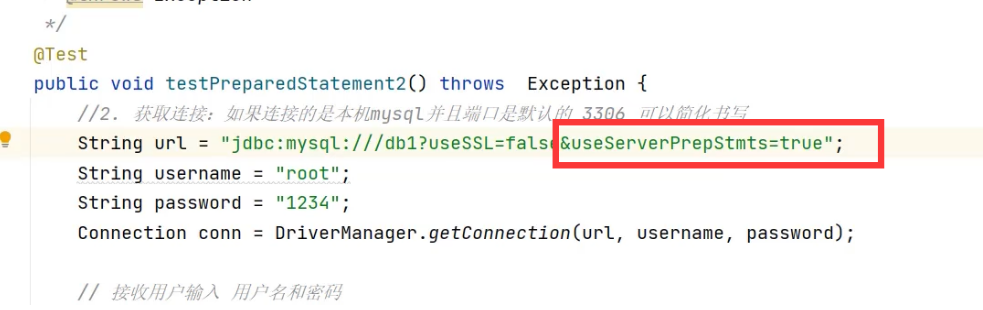 */
@Test
public void testPreparedStatement2() throws  Exception {
//2. 获取连接：如果连接的是本机mysql并且端口是默认的 3306 可以简化书写
String url = "jdbc:mysql:///db1?useSSL=false&useServerPrepStmts=true";
String username = "root";
String password = "1234";
Connection conn = DriverManager.getConnection(url, username, password);
// 接收用户输入 用户名和密码